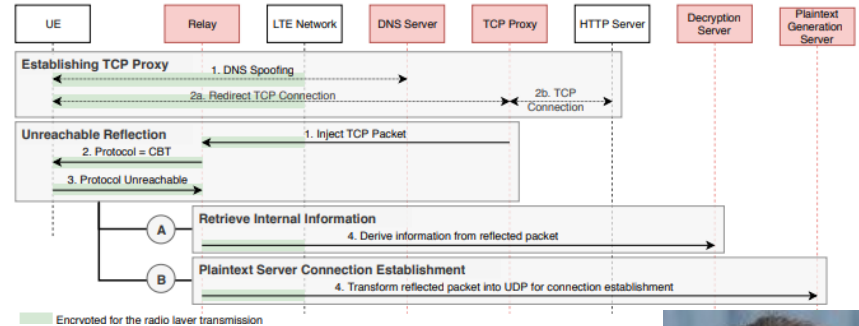 UE
Relay
LTE Network
DNS Server
TCP Proxy
HTTP Server
Decryption
Server
Plaintext
Generation
Server
Establishing TCP Proxy
1. DNS Spoofing
2a. Redirect TCP Connection
2b. TCP
Connection
Unreachable Reflection
1. Inject TCP Packet
2. Protocol = CBT
3. Protocol Unreachable
A
Retrieve Internal Information
4. Derive information from reflected packet
B
Plaintext Server Connection Establishment
4. Transform reflected packet into UDP for connection establishment
Encrypted for the radio layer transmission